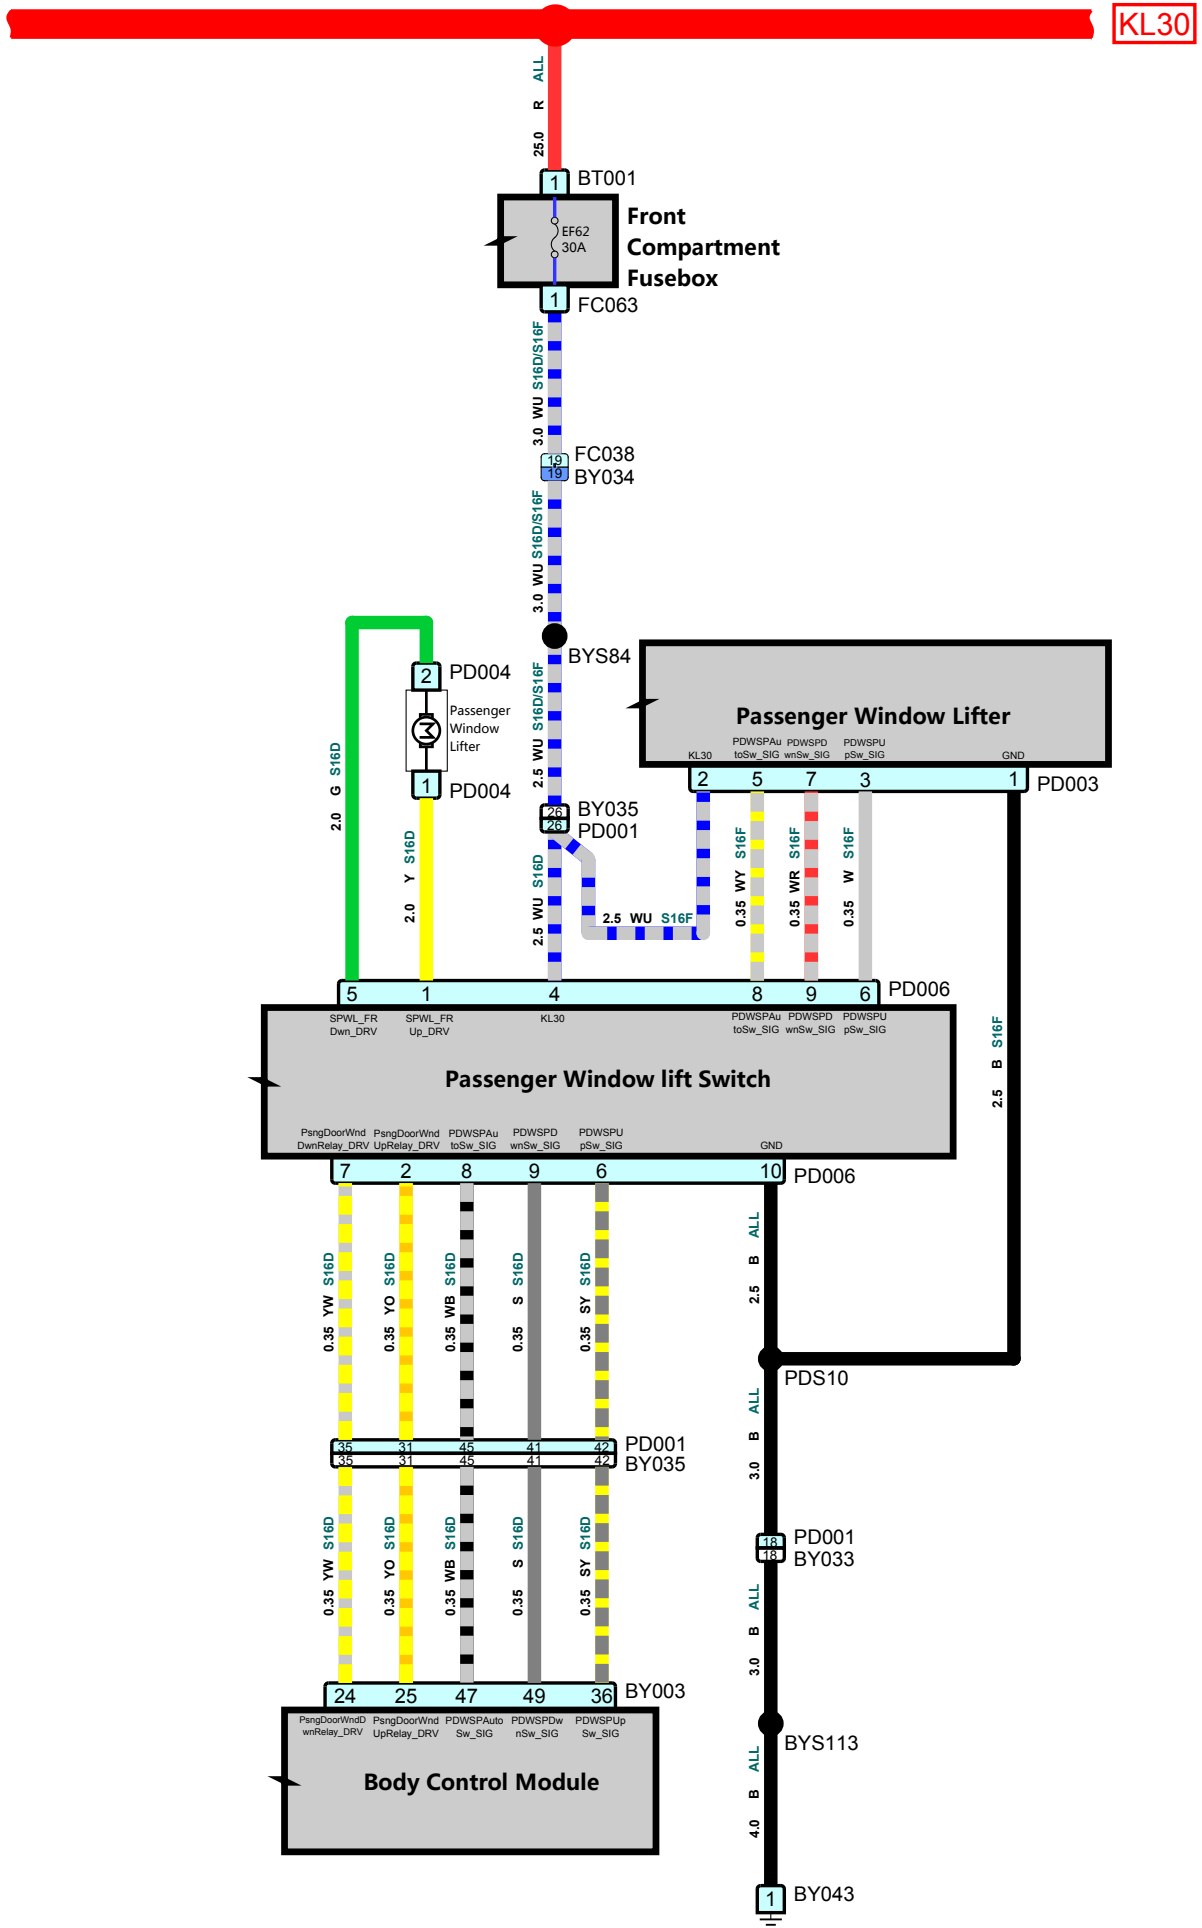 KL30
25.0 R ALL
1 BT001
EF62
30A
Front
Compartment
Fusebox
1 FC063
3.0 WU S16D/S16F
19 FC038
19 BY034
3.0 WU S16D/S16F
BYS84
2.5 WU S16D/S16F
2 PD004
Passenger
Window
Lifter
1 PD004
2.0 G S16D
2.0 Y S16D
26 BY035
26 PD001
2.5 WU S16D
2.5 WU S16F
Passenger Window Lifter
KL30
PDWSPAu
toSw_SIG
PDWSPD
wnSw_SIG
PDWSPU
pSw_SIG
GND
2 5 7 3 1 PD003
0.35 WY S16F
0.35 WR S16F
0.35 W S16F
2.5 B S16F
5 1 4 8 9 6 PD006
SPWL_FR
Dwn_DRV
SPWL_FR
Up_DRV
KL30
PDWSPAu
toSw_SIG
PDWSPD
wnSw_SIG
PDWSPU
pSw_SIG
Passenger Window lift Switch
PsngDoorWnd
DwnRelay_DRV
PsngDoorWnd
UpRelay_DRV
PDWSPAu
toSw_SIG
PDWSPD
wnSw_SIG
PDWSPU
pSw_SIG
GND
7 2 8 9 6 10 PD006
0.35 YW S16D
0.35 YO S16D
0.35 WB S16D
0.35 S S16D
0.35 SY S16D
2.5 B ALL
PDS10
3.0 B ALL
35 31 45 41 42 PD001
35 31 45 41 42 BY035
0.35 YW S16D
0.35 YO S16D
0.35 WB S16D
0.35 S S16D
0.35 SY S16D
18 PD001
18 BY033
3.0 B ALL
24 25 47 49 36 BY003
PsngDoorWndD
wnRelay_DRV
PsngDoorWnd
UpRelay_DRV
PDWSPAuto
Sw_SIG
PDWSPDw
nSw_SIG
PDWSPUp
Sw_SIG
Body Control Module
BYS113
4.0 B ALL
1 BY043